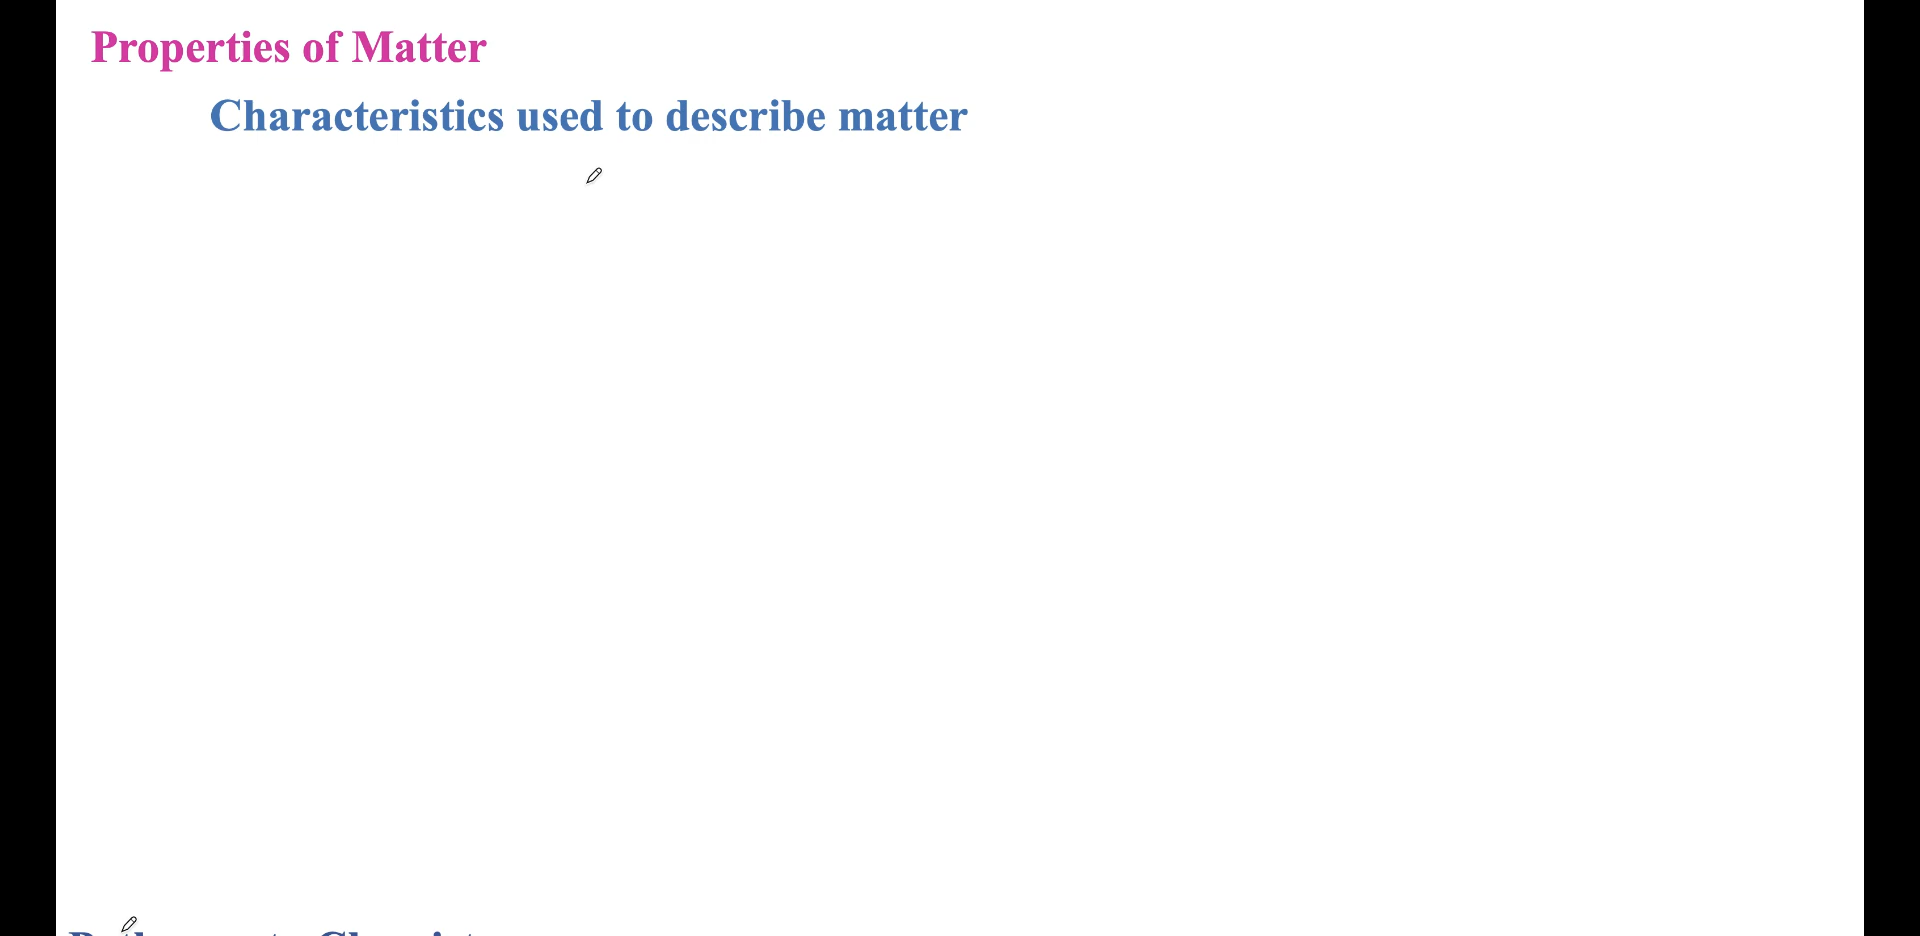 Properties of Matter
Characteristics used to describe matter